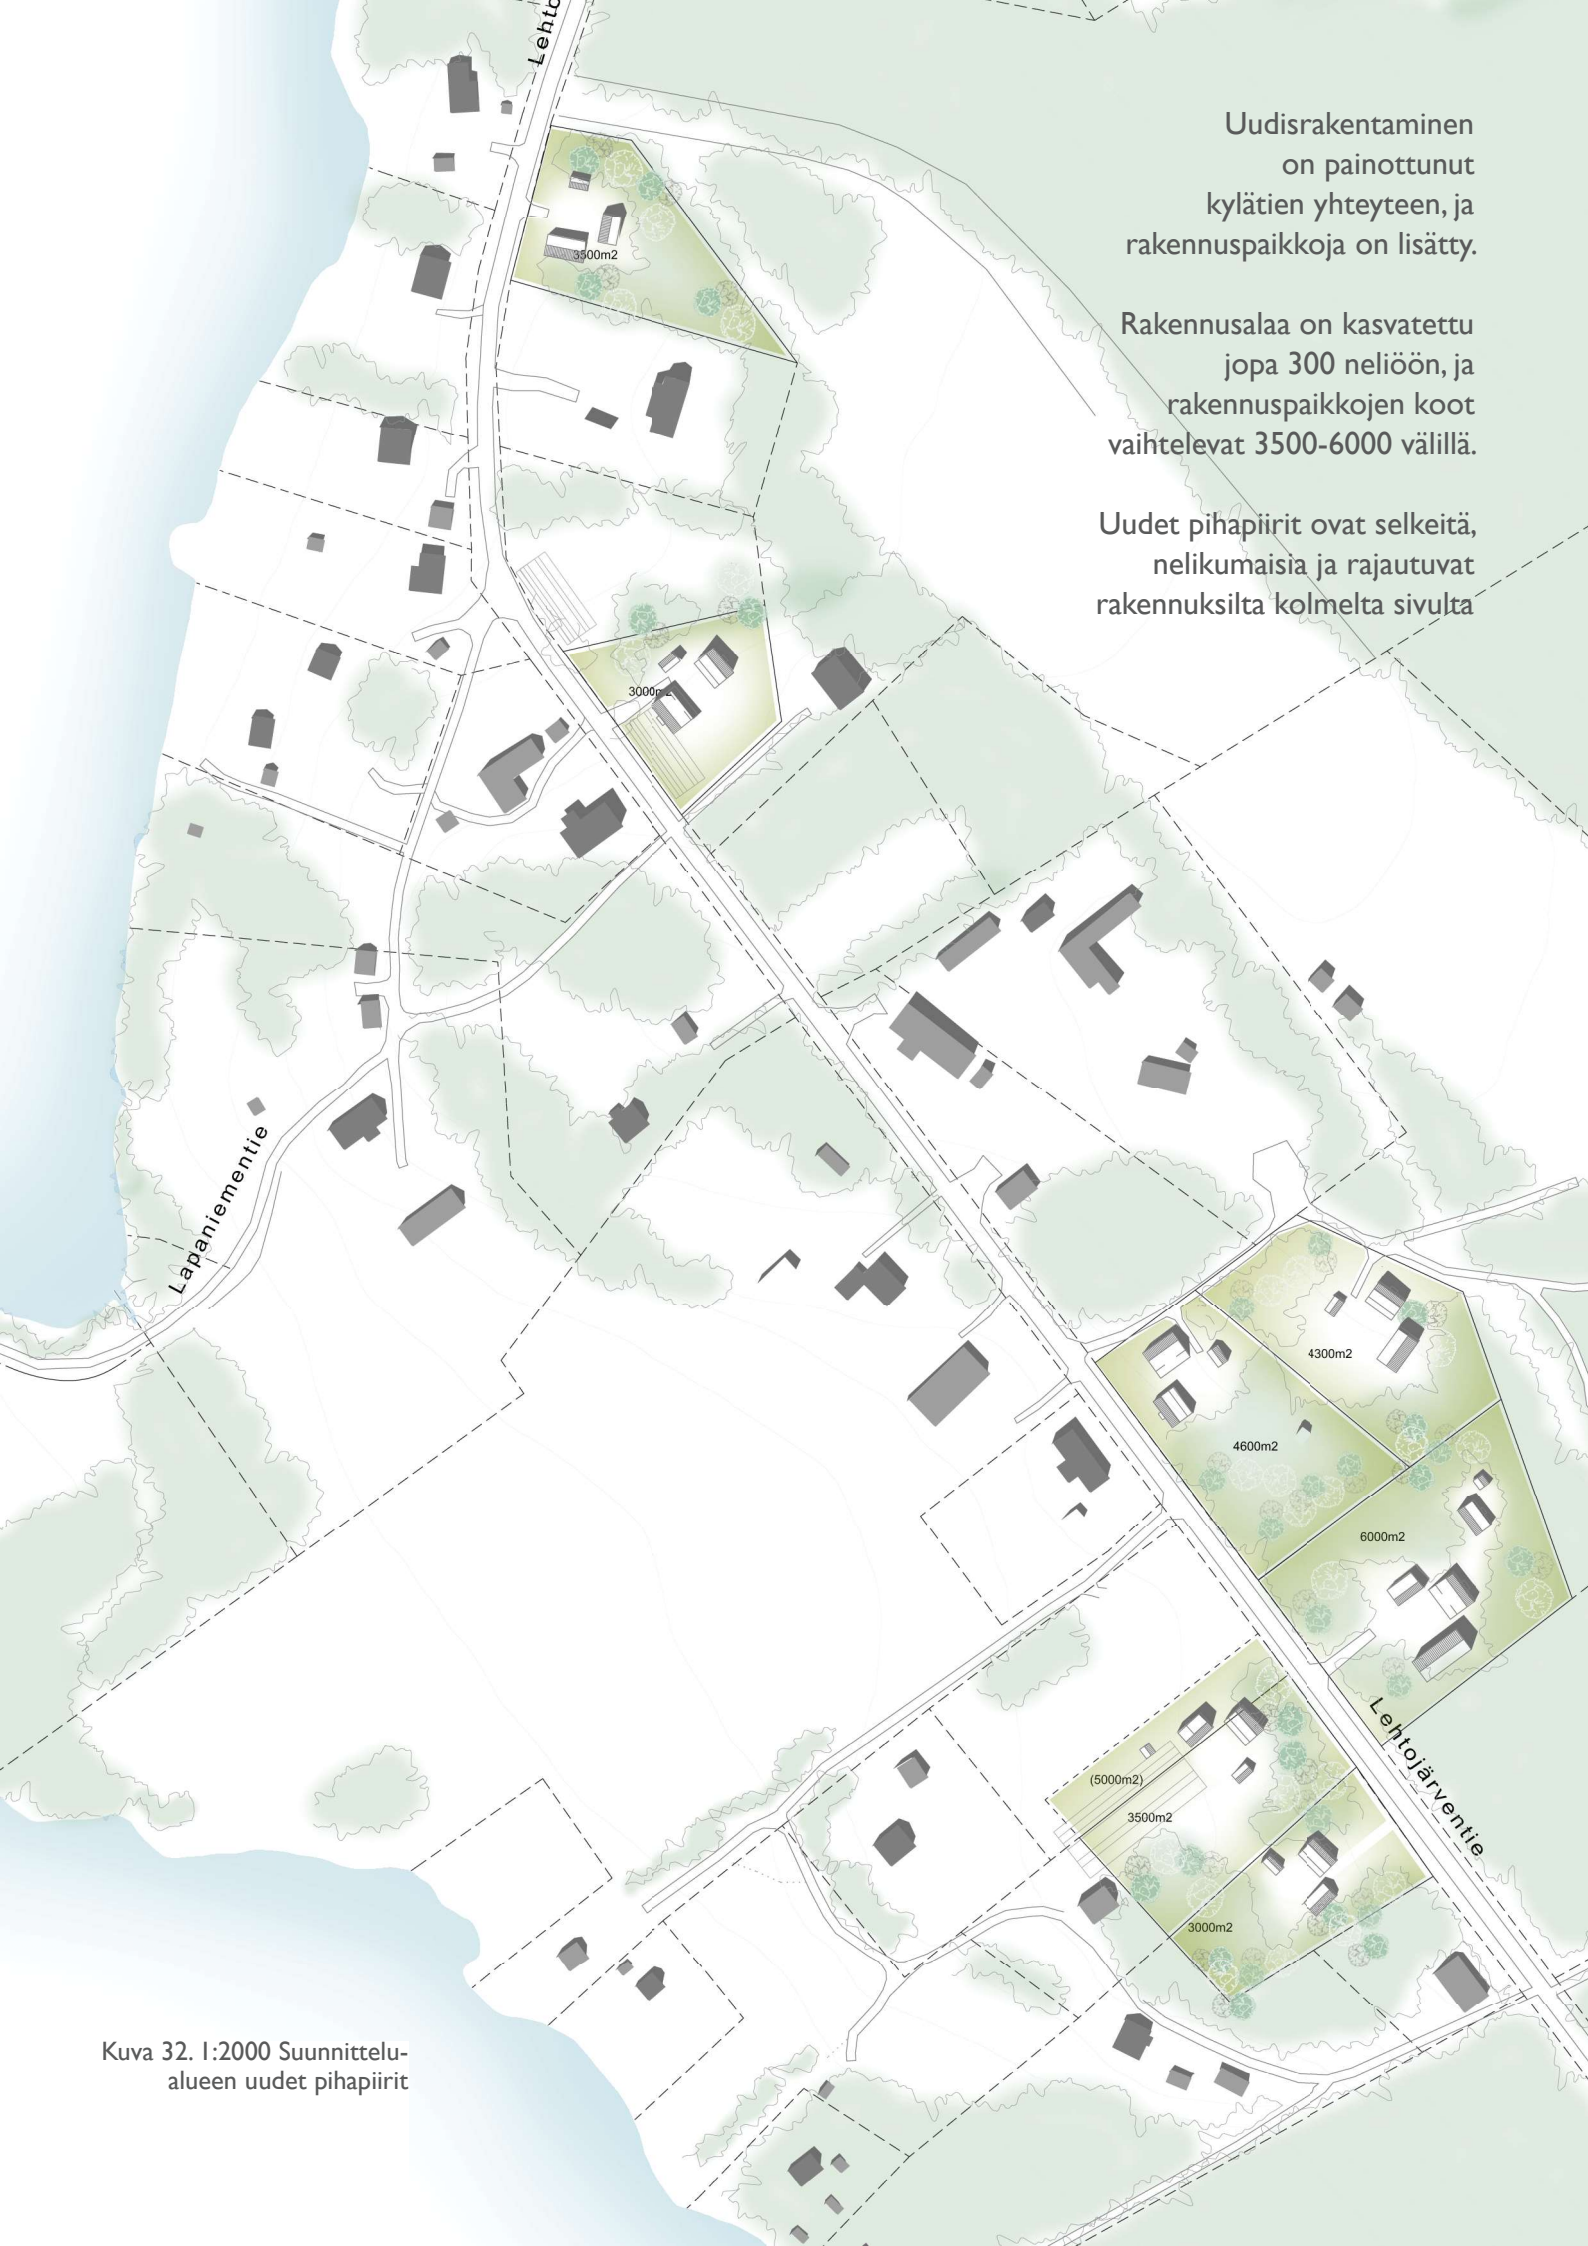 Lehto
Uudisrakentaminen
on painottunut
kylätien yhteyteen, ja
rakennuspaikkoja on lisätty.
Rakennusalaa on kasvatettu
jopa 300 neliöön, ja
rakennuspaikkojen koot
vaihtelevat 3500-6000 välillä.
Uudet pihapiirit ovat selkeitä,
nelikumaisia ja rajautuvat
rakennuksilta kolmelta sivulta
3500m2
3000m2
Lapaniementie
4300m2
4600m2
6000m2
Lehtojärventie
(5000m2)
3500m2
3000m2
Kuva 32. 1:2000 Suunnittelu-
alueen uudet pihapiirit